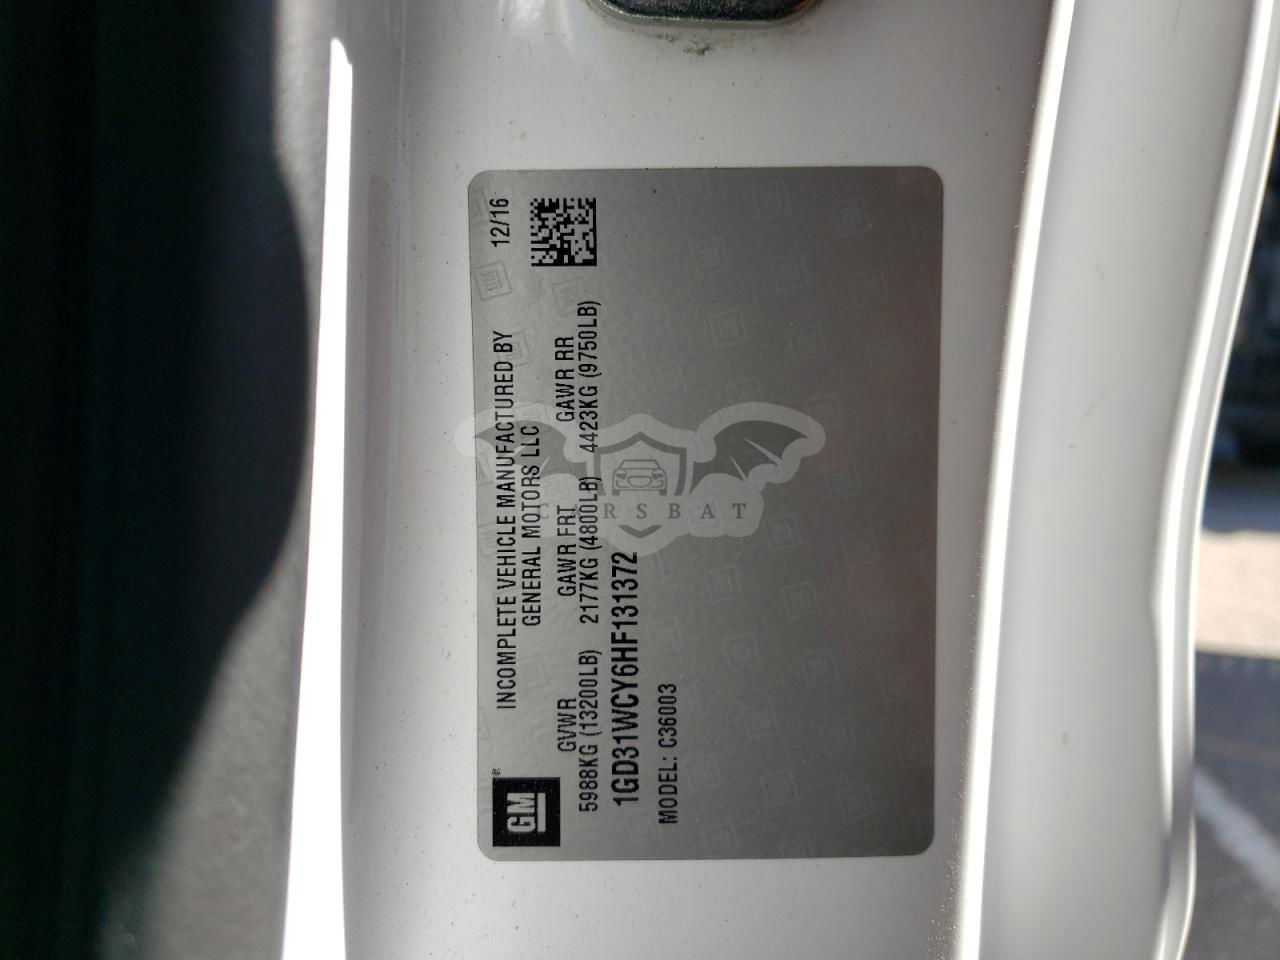 INCOMPLETE VEHICLE MANUFACTURED BY 12/16
GENERAL MOTORS LLC
GM®
GVWR GAWR FRT GAWR RR
5988KG (13200LB) 2177KG (4800LB) 4423KG (9750LB)
1GD31WCY6HF131372
MODEL: C36003
CARSBAT